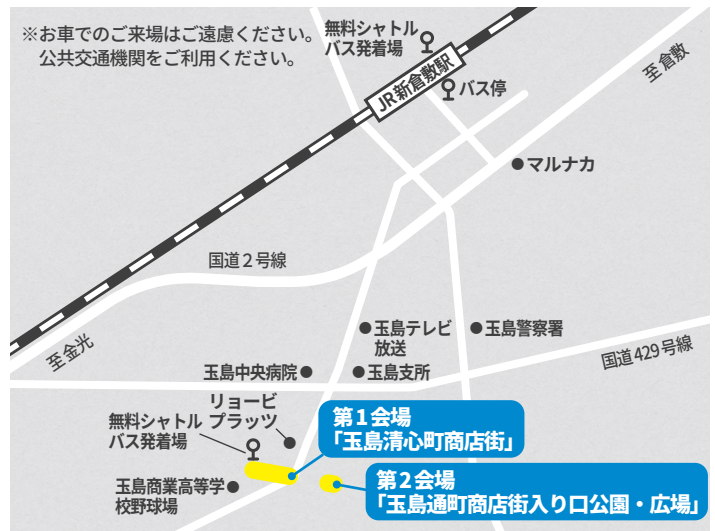 ※お車でのご来場はご遠慮ください。
公共交通機関をご利用ください。
無料シャトル
バス発着場
JR新倉敷駅
バス停
至 倉敷
マルナカ
国道２号線
至 金光
玉島テレビ
放送
玉島警察署
国道429号線
玉島中央病院
玉島支所
リョービ
プラッツ
無料シャトル
バス発着場
第１会場
「玉島清心町商店街」
第２会場
「玉島通町商店街入り口公園・広場」
玉島商業高等学
校野球場